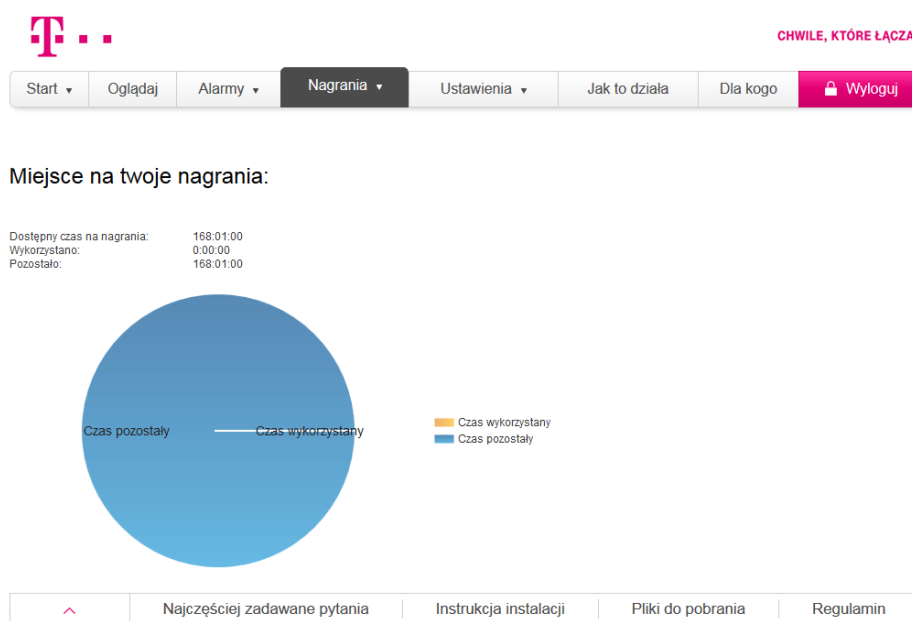 T
CHWILE, KTÓRE ŁĄCZĄ
Start Oglądaj Alarmy Nagrania Ustawienia Jak to działa Dla kogo Wyloguj
Miejsce na twoje nagrania:
Dostępny czas na nagrania: 168:01:00
Wykorzystano: 0:00:00
Pozostało: 168:01:00
Czas pozostały Czas wykorzystany
Czas wykorzystany
Czas pozostały
Najczęściej zadawane pytania Instrukcja instalacji Pliki do pobrania Regulamin